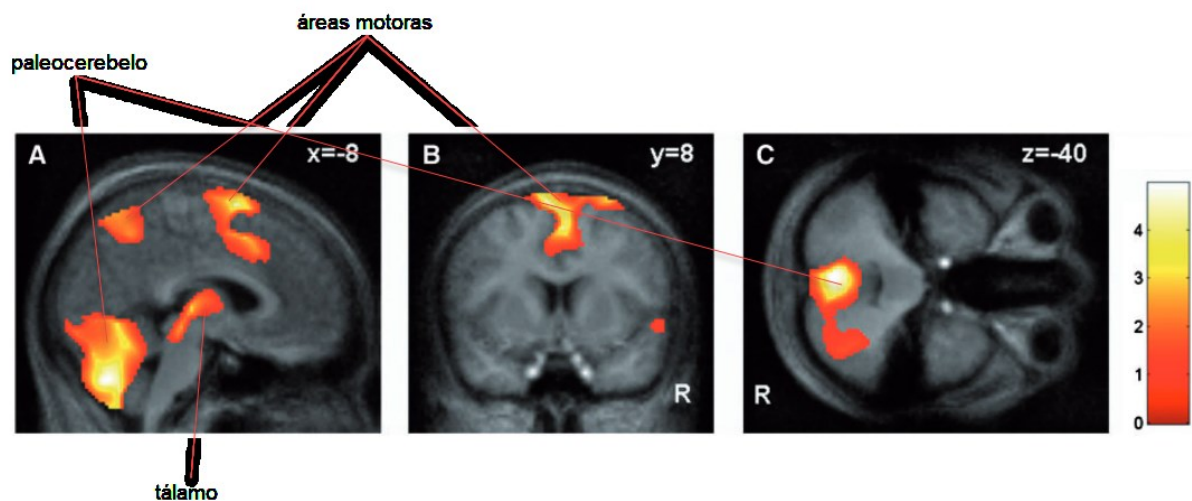 áreas motoras
paleocerebelo
A
x=-8
B
y=8
R
C
z=-40
R
4
3
2
1
0
tálamo